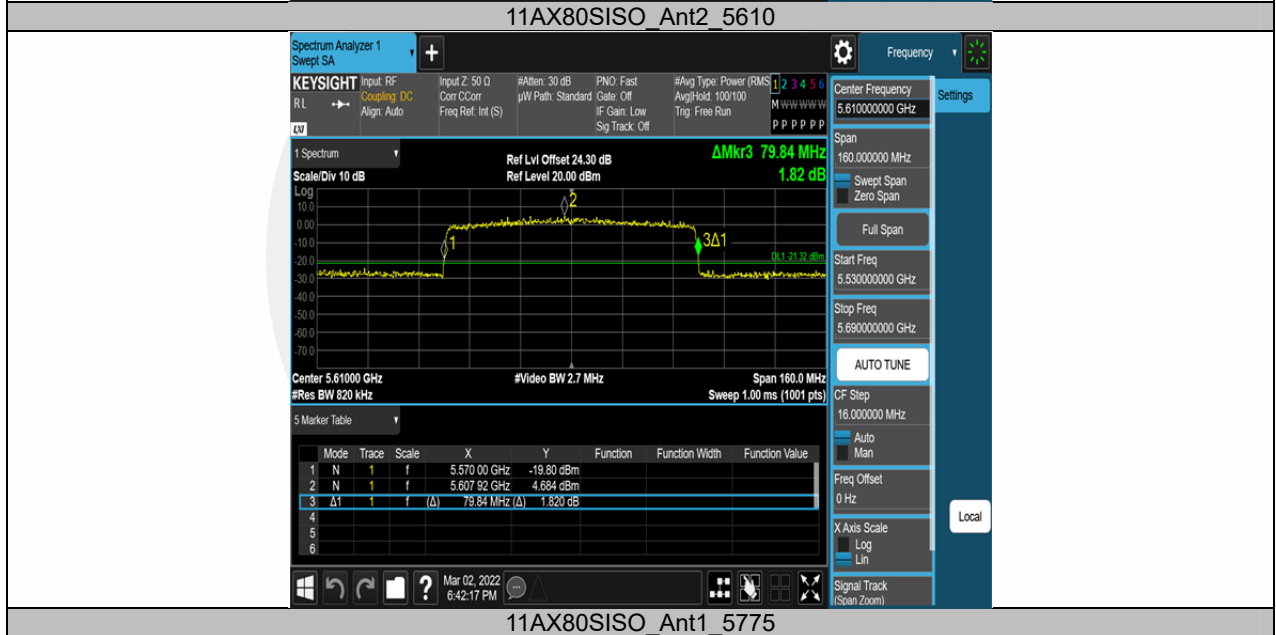 11AX80SISO_Ant2_5610
Spectrum Analyzer 1
Swept SA
+
Frequency
KEYSIGHT
RL
LXI
Input: RF
Coupling: DC
Align: Auto
Input Z: 50 Ω
Corr CCorr
Freq Ref: Int (S)
#Atten: 30 dB
µW Path: Standard
PNO: Fast
Gate: Off
IF Gain: Low
Sig Track: Off
#Avg Type: Power (RMS
Avg|Hold: 100/100
Trig: Free Run
1 2 3 4 5 6
M W W W W W
P P P P P P
1 Spectrum
Scale/Div 10 dB
Ref Lvl Offset 24.30 dB
Ref Level 20.00 dBm
ΔMkr3 79.84 MHz
1.82 dB
Log
10.0
0.00
-10.0
-20.0
-30.0
-40.0
-50.0
-60.0
-70.0
2
1
3Δ1
DL1 -21.32 dBm
Center 5.61000 GHz
#Video BW 2.7 MHz
Span 160.0 MHz
#Res BW 820 kHz
Sweep 1.00 ms (1001 pts)
5 Marker Table
Mode Trace Scale X Y Function Function Width Function Value
1 N 1 f 5.570 00 GHz -19.80 dBm
2 N 1 f 5.607 92 GHz 4.684 dBm
3 Δ1 1 f (Δ) 79.84 MHz (Δ) 1.820 dB
4
5
6
?
Mar 02, 2022
6:42:17 PM
Center Frequency
5.610000000 GHz
Settings
Span
160.000000 MHz
Swept Span
Zero Span
Full Span
Start Freq
5.530000000 GHz
Stop Freq
5.690000000 GHz
AUTO TUNE
CF Step
16.000000 MHz
Auto
Man
Freq Offset
0 Hz
X Axis Scale
Log
Lin
Local
Signal Track
(Span Zoom)
11AX80SISO_Ant1_5775